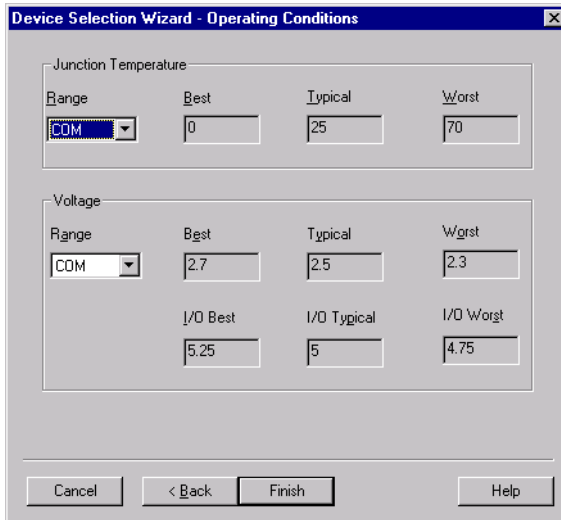 Device Selection Wizard - Operating Conditions
Junction Temperature
Range Best Typical Worst
COM 0 25 70
Voltage
Range Best Typical Worst
COM 2.7 2.5 2.3
I/O Best I/O Typical I/O Worst
5.25 5 4.75
Cancel < Back Finish Help